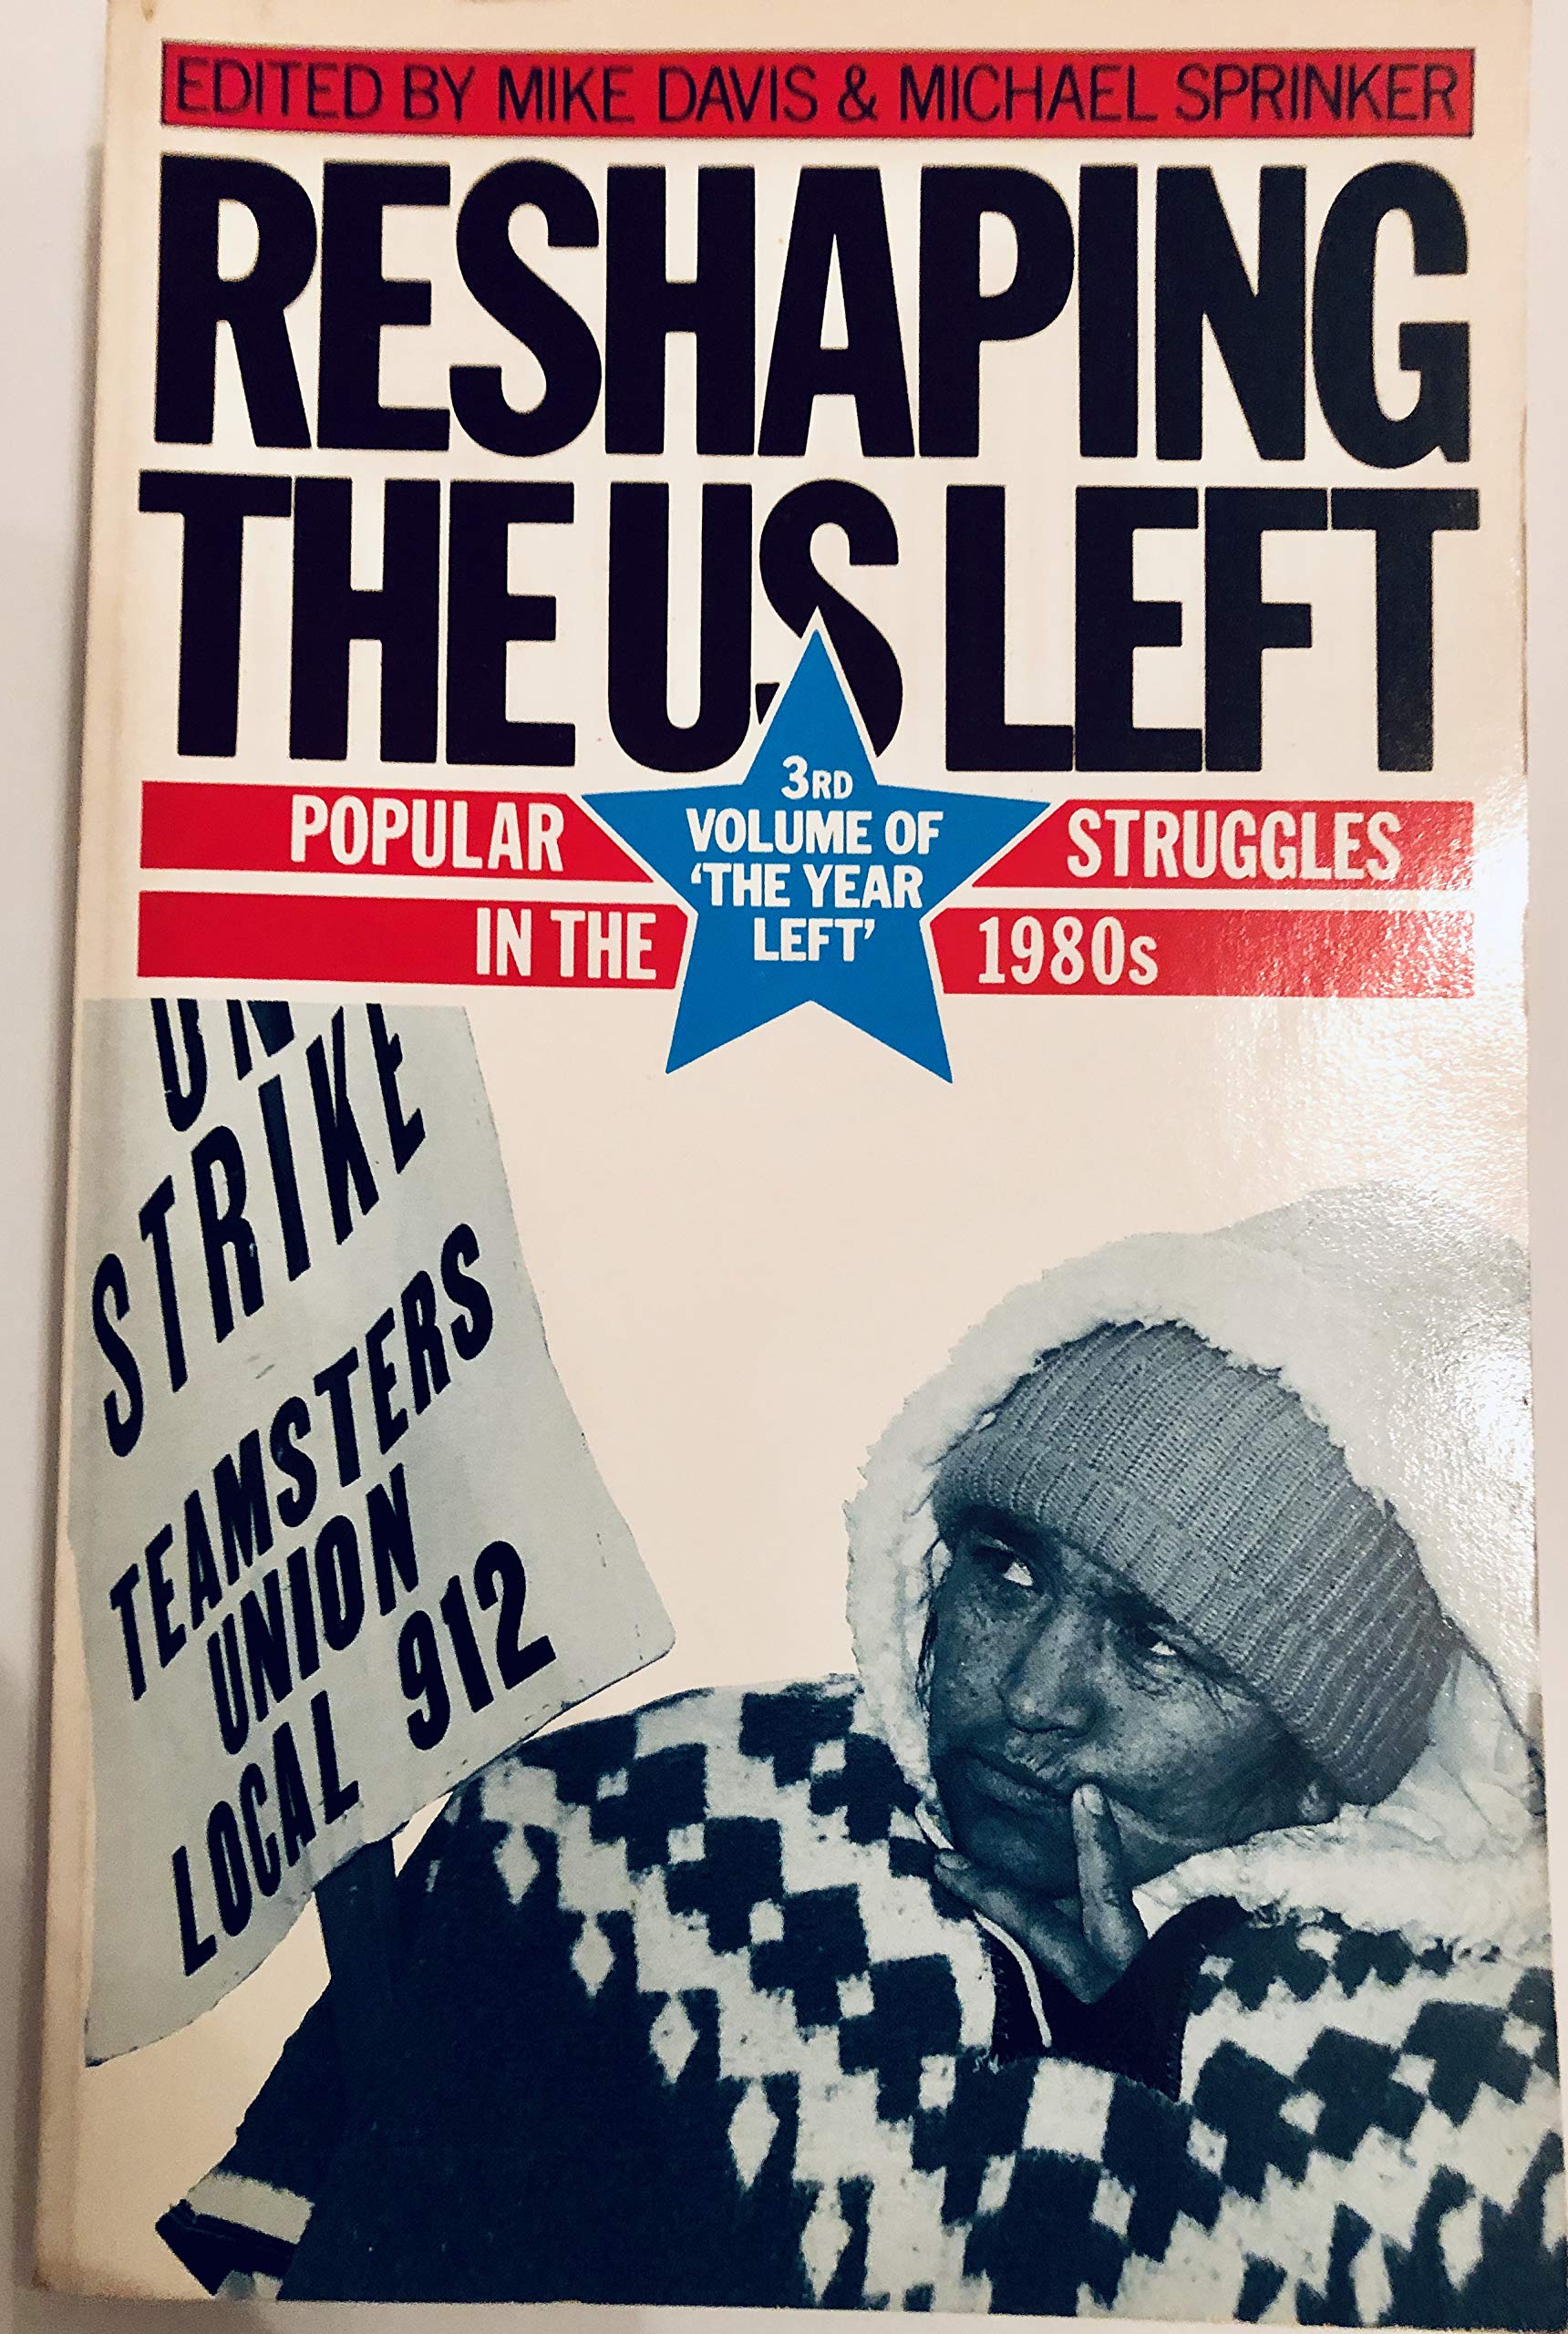 EDITED BY MIKE DAVIS & MICHAEL SPRINKER
RESHAPING
THE US LEFT
POPULAR STRUGGLES
IN THE 1980s
3RD
VOLUME OF
‘THE YEAR
LEFT’
ON
STRIKE
TEAMSTERS
UNION
LOCAL 912